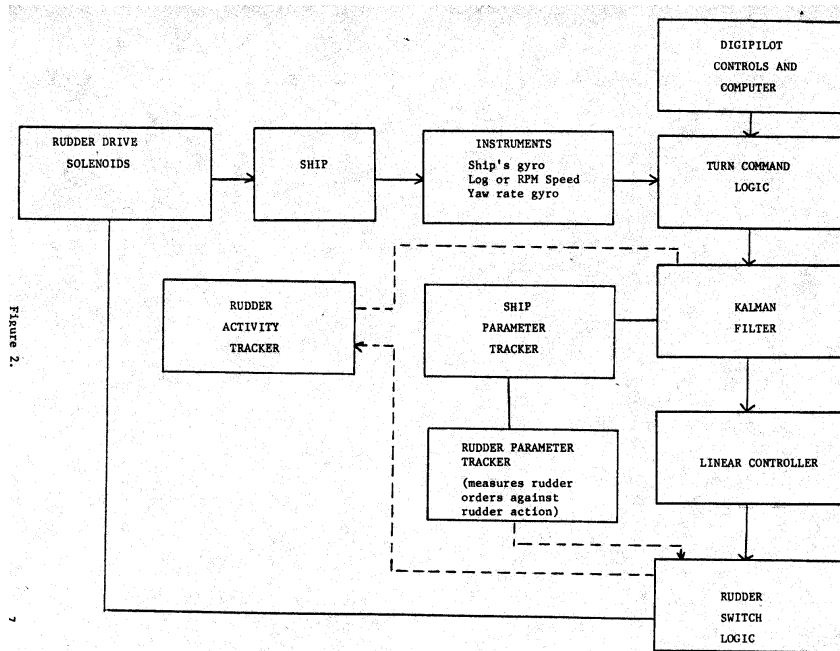 DIGIPILOT
CONTROLS AND
COMPUTER
RUDDER DRIVE
SOLENOIDS
SHIP
INSTRUMENTS
Ship's gyro
Log or RPM Speed
Yaw rate gyro
TURN COMMAND
LOGIC
RUDDER
ACTIVITY
TRACKER
SHIP
PARAMETER
TRACKER
KALMAN
FILTER
RUDDER PARAMETER
TRACKER
(measures rudder
orders against
rudder action)
LINEAR CONTROLLER
RUDDER
SWITCH
LOGIC
Figure 2.
7